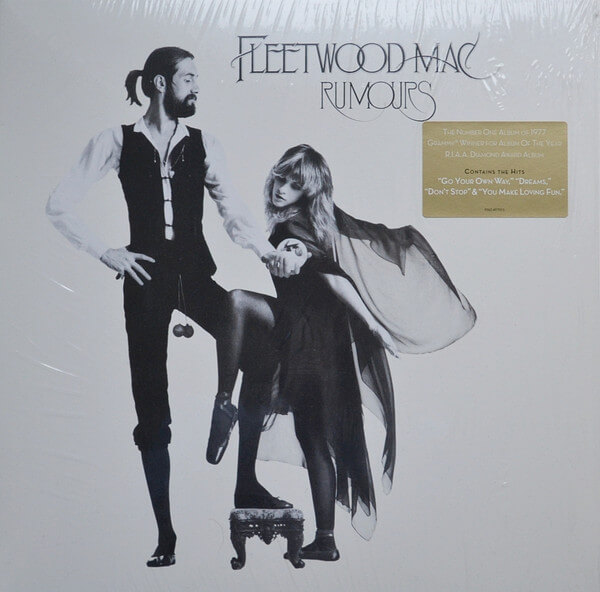 FLEETWOOD MAC
RUMOURS
THE NUMBER ONE ALBUM OF 1977
GRAMMY® WINNER FOR ALBUM OF THE YEAR
R.I.A.A. DIAMOND AWARD ALBUM
CONTAINS THE HITS
"GO YOUR OWN WAY," "DREAMS,"
"DON'T STOP" & "YOU MAKE LOVING FUN."